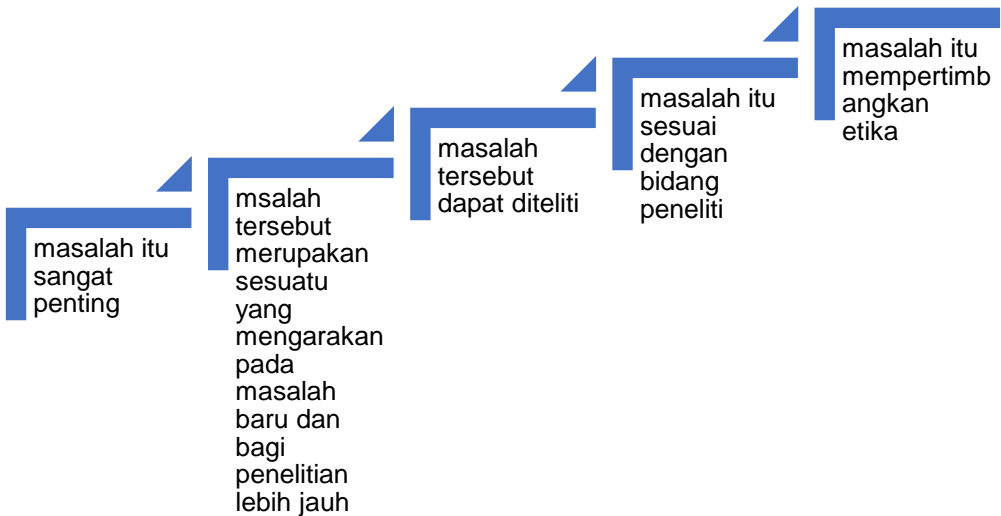 masalah itu
sangat
penting
msalah
tersebut
merupakan
sesuatu
yang
mengarakan
pada
masalah
baru dan
bagi
penelitian
lebih jauh
masalah
tersebut
dapat diteliti
masalah itu
sesuai
dengan
bidang
peneliti
masalah itu
mempertimb
angkan
etika